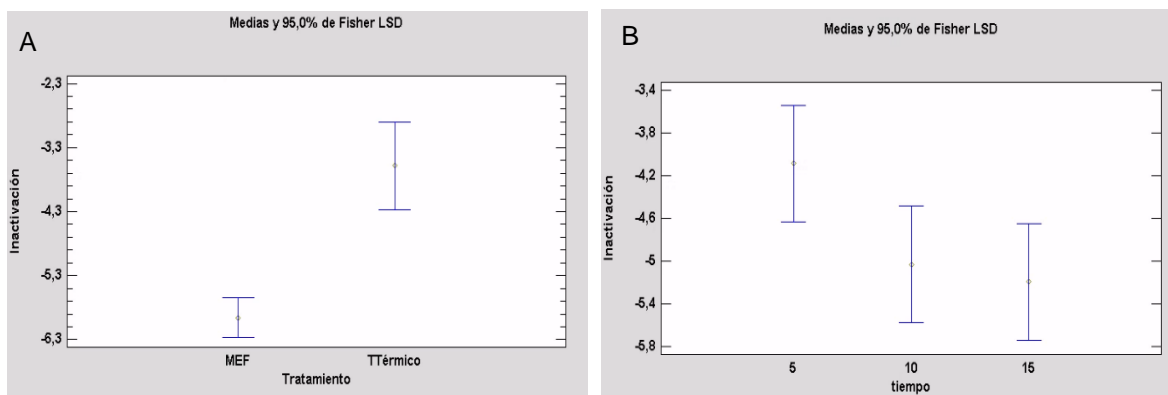 A
Medias y 95,0% de Fisher LSD
-2,3
-3,3
-4,3
-5,3
-6,3
Inactivación
MEF TTérmico
Tratamiento
B
Medias y 95,0% de Fisher LSD
-3,4
-3,8
-4,2
-4,6
-5
-5,4
-5,8
Inactivación
5 10 15
tiempo